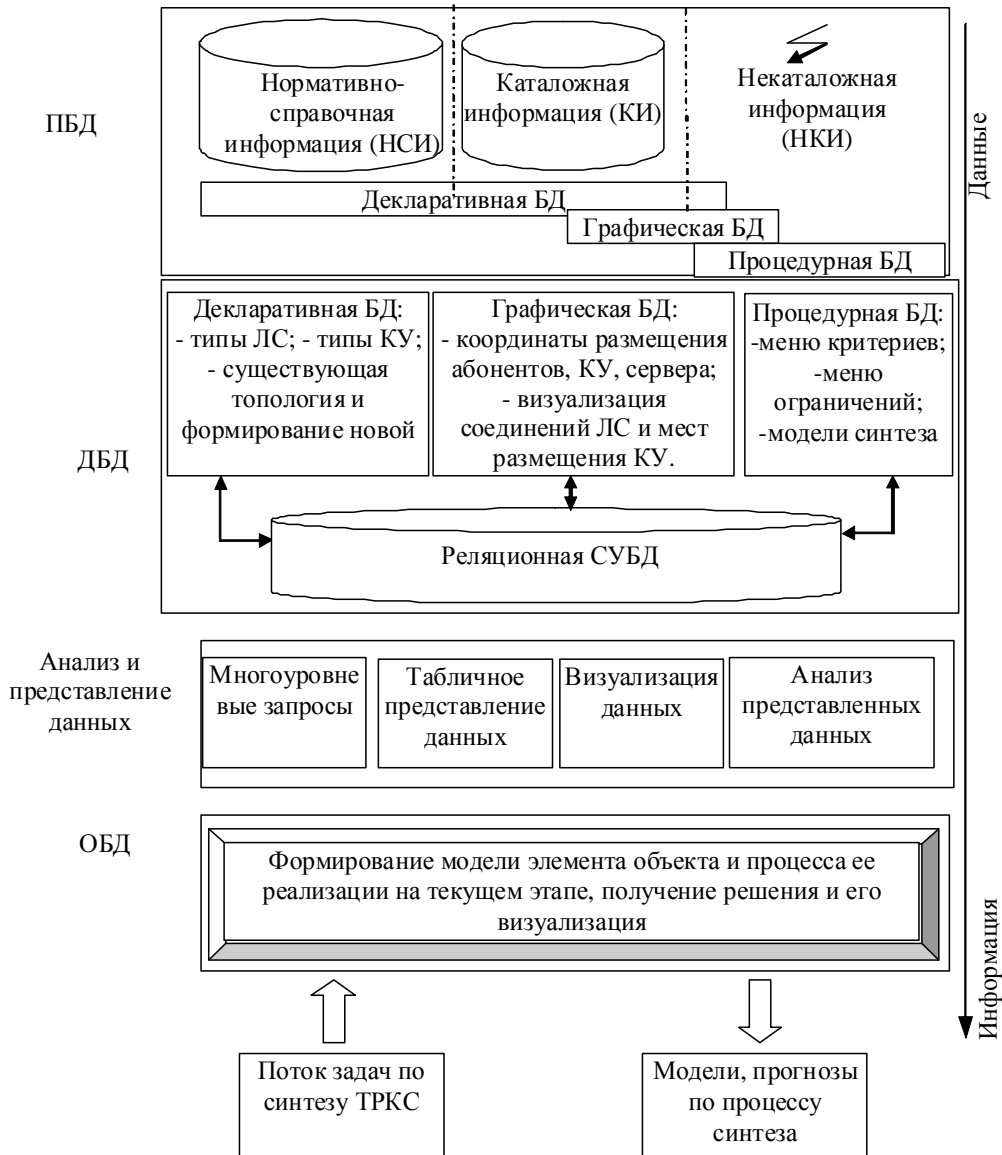 ПБД
Нормативно-
справочная
информация (НСИ)
Каталожная
информация (КИ)
Некаталожная
информация
(НКИ)
Данные
Декларативная БД
Графическая БД
Процедурная БД
ДБД
Декларативная БД:
- типы ЛС; - типы КУ;
- существующая
топология и
формирование новой
Графическая БД:
- координаты размещения
абонентов, КУ, сервера;
- визуализация
соединений ЛС и мест
размещения КУ.
Процедурная БД:
-меню критериев;
-меню
ограничений;
-модели синтеза
Реляционная СУБД
Анализ и
представление
данных
Многоуровне
вые запросы
Табличное
представление
данных
Визуализация
данных
Анализ
представленных
данных
ОБД
Формирование модели элемента объекта и процесса ее
реализации на текущем этапе, получение решения и его
визуализация
Информация
Поток задач по
синтезу ТРКС
Модели, прогнозы
по процессу
синтеза